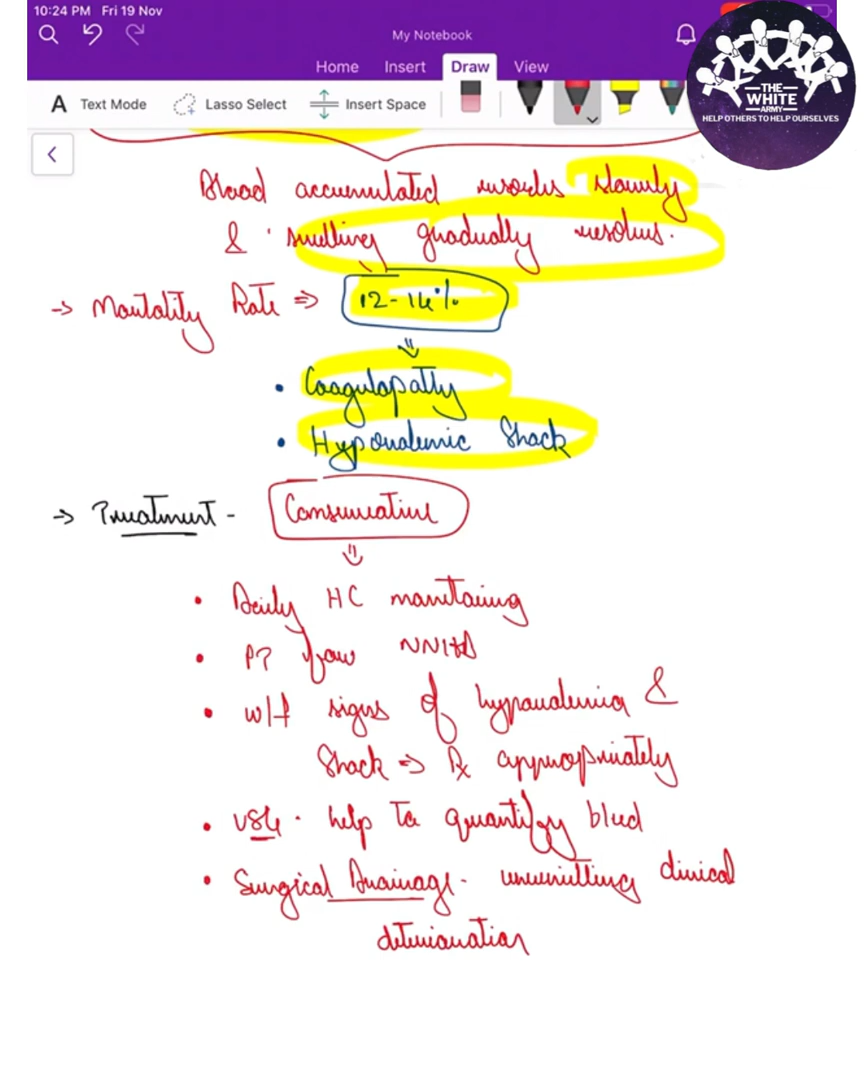 10:24 PM Fri 19 Nov
My Notebook
Home Insert Draw View
A Text Mode Lasso Select Insert Space
THE
WHITE
ARMY
HELP OTHERS TO HELP OURSELVES
Blood accumulated resolves slowly
& swelling gradually resolves.
→ Mortality Rate ⇒ 12-14%
⇓
• Coagulopathy
• Hypovolemic Shock
→ Treatment - Conservative
⇓
• Daily HC monitoring
• PT for NNHD
• w/f signs of hypovolemia &
Shock ⇒ Rx appropriately
• USG. help to quantify bleed
• Surgical Drainage. unremitting clinical
deterioration